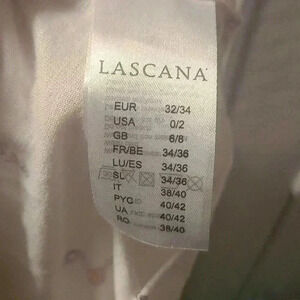 LASCANA
EUR 32/34
USA 0/2
GB 6/8
FR/BE 34/36
LU/ES 34/36
SL 34/36
IT 38/40
РУС 40/42
UA 40/42
RO 38/40